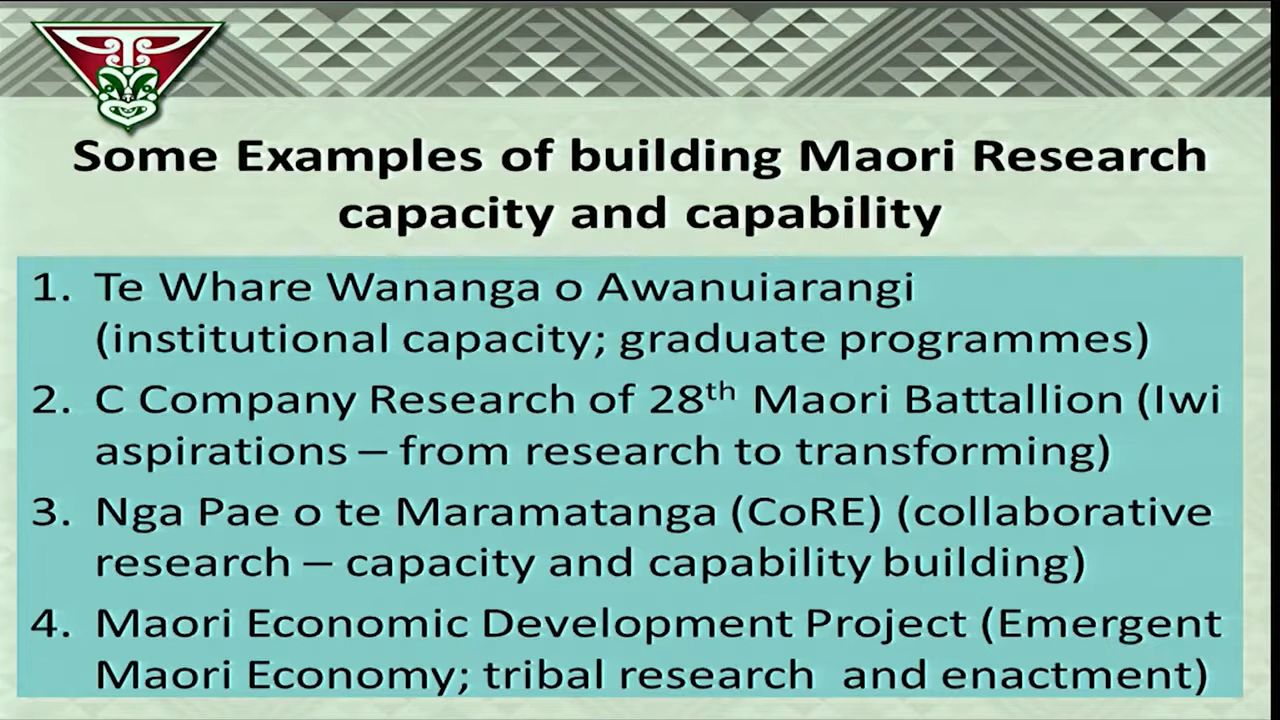 Some Examples of building Maori Research
capacity and capability
1. Te Whare Wananga o Awanuiarangi
(institutional capacity; graduate programmes)
2. C Company Research of 28th Maori Battallion (Iwi
aspirations – from research to transforming)
3. Nga Pae o te Maramatanga (CoRE) (collaborative
research – capacity and capability building)
4. Maori Economic Development Project (Emergent
Maori Economy; tribal research and enactment)